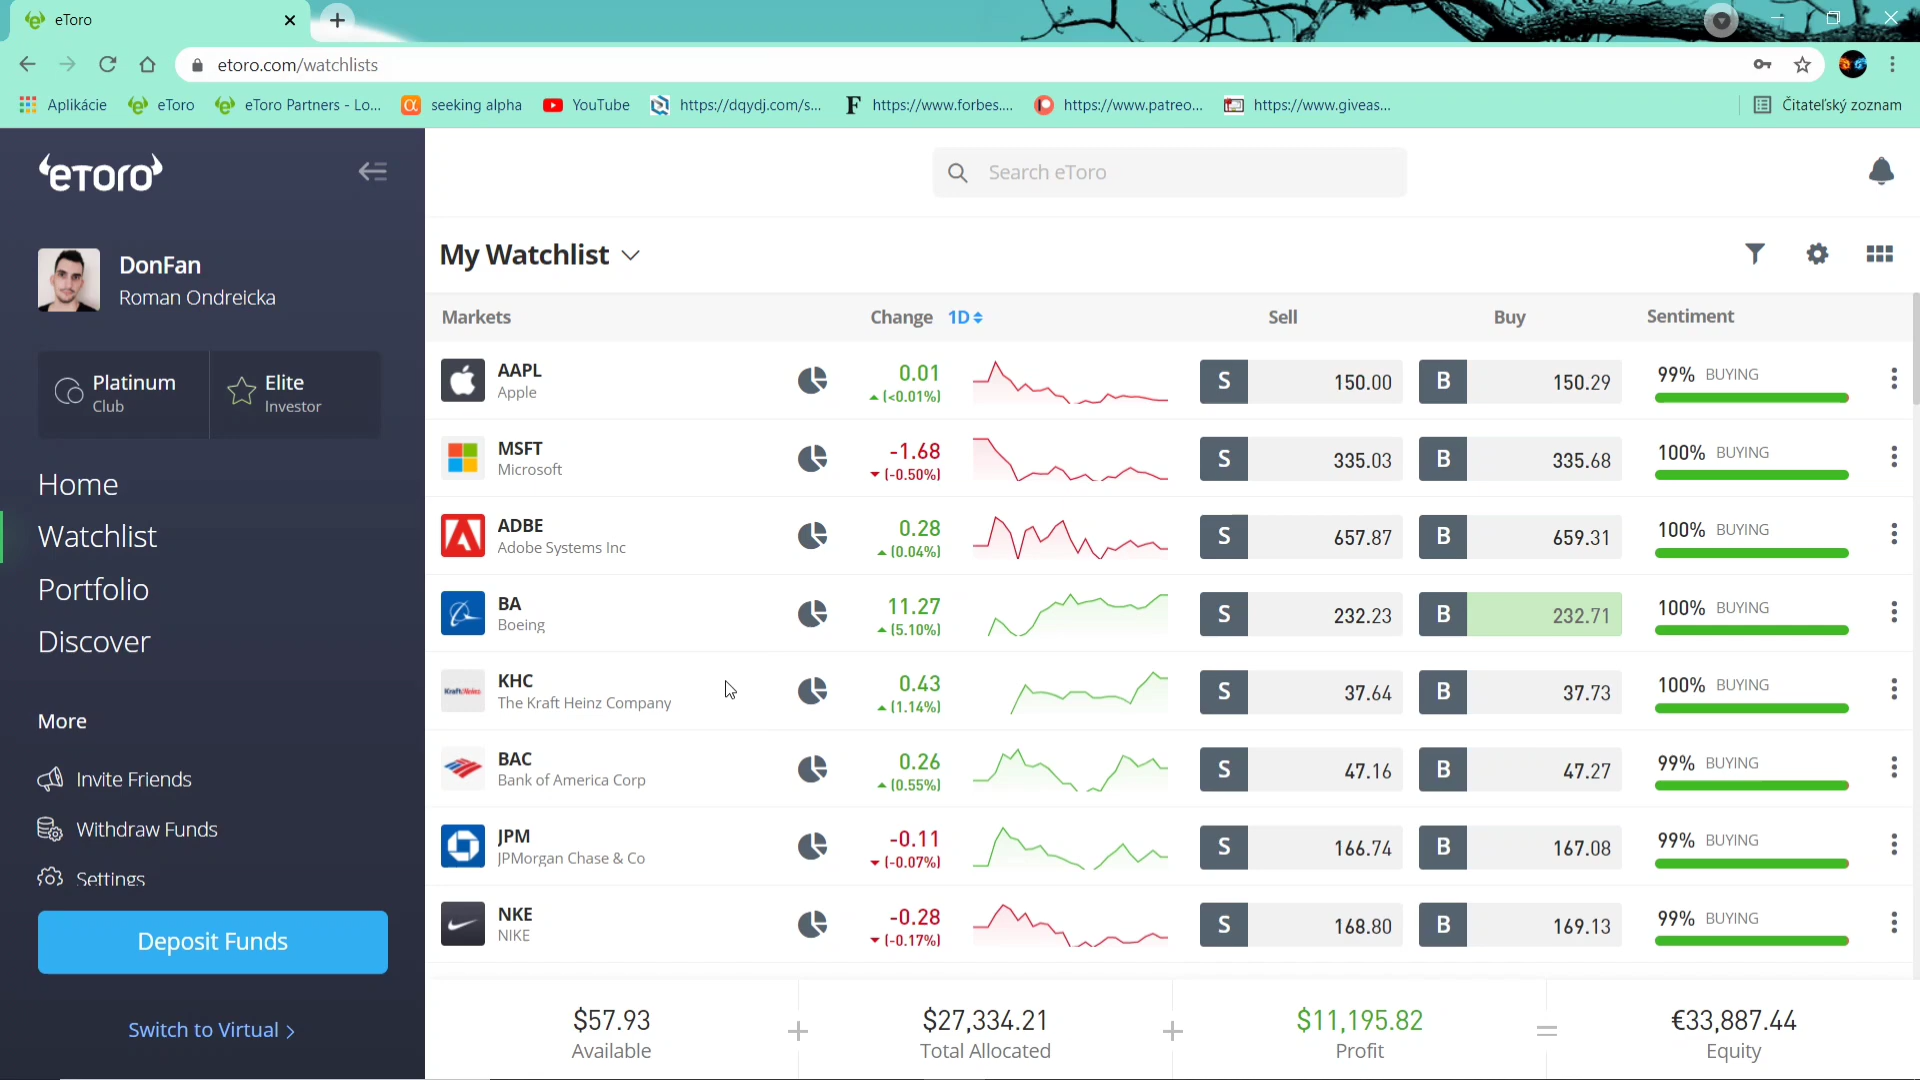 eToro
etoro.com/watchlists
Aplikácie eToro eToro Partners - Lo... seeking alpha YouTube https://dqydj.com/s... https://www.forbes.... https://www.patreo... https://www.giveas... Čitateľský zoznam
eToro
Search eToro
DonFan
Roman Ondreicka
Platinum
Club
Elite
Investor
Home
Watchlist
Portfolio
Discover
More
Invite Friends
Withdraw Funds
Settings
Deposit Funds
Switch to Virtual >
My Watchlist
Markets Change 1D Sell Buy Sentiment
AAPL 0.01 S 150.00 B 150.29 99% BUYING
Apple (<0.01%)
MSFT -1.68 S 335.03 B 335.68 100% BUYING
Microsoft (-0.50%)
ADBE 0.28 S 657.87 B 659.31 100% BUYING
Adobe Systems Inc (0.04%)
BA 11.27 S 232.23 B 232.71 100% BUYING
Boeing (5.10%)
KraftHeinz KHC 0.43 S 37.64 B 37.73 100% BUYING
The Kraft Heinz Company (1.14%)
BAC 0.26 S 47.16 B 47.27 99% BUYING
Bank of America Corp (0.55%)
JPM -0.11 S 166.74 B 167.08 99% BUYING
JPMorgan Chase & Co (-0.07%)
NKE -0.28 S 168.80 B 169.13 99% BUYING
NIKE (-0.17%)
$57.93 + $27,334.21 + $11,195.82 = €33,887.44
Available Total Allocated Profit Equity